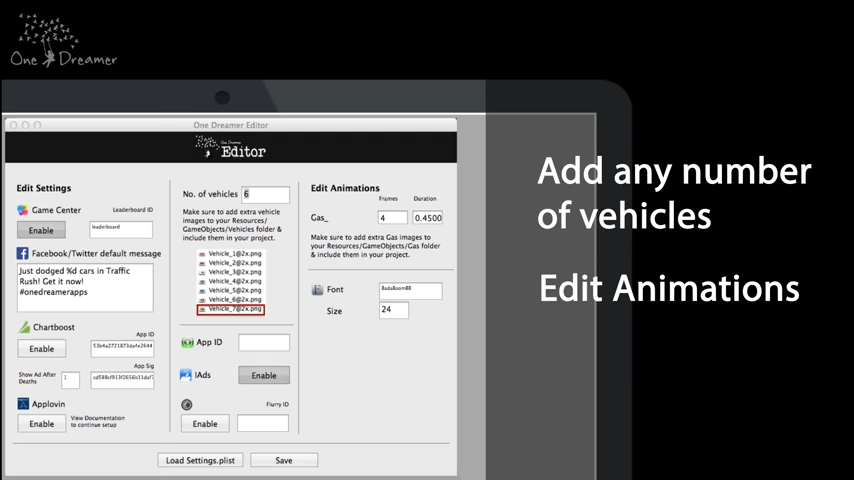 One Dreamer
One Dreamer Editor
One Dreamer
Editor
Edit Settings
Game Center
Leaderboard ID
Enable
leaderboard
Facebook/Twitter default message
Just dodged %d cars in Traffic
Rush! Get it now!
#onedreamerapps
Chartboost
App ID
Enable
53b4a2721873da4e2644
App Sig
Show Ad After
Deaths
1
Applovin
Enable
View Documentation
to continue setup
No. of vehicles
6
Make sure to add extra vehicle
images to your Resources/
GameObjects/Vehicles folder &
include them in your project.
Vehicle_1@2x.png
Vehicle_2@2x.png
Vehicle_3@2x.png
Vehicle_4@2x.png
Vehicle_5@2x.png
Vehicle_6@2x.png
Vehicle_7@2x.png
App ID
iAds
Enable
Flurry ID
Enable
Edit Animations
Frames
Duration
Gas_
4
0.4500
Make sure to add extra Gas images to
your Resources/GameObjects/Gas folder
& include them in your project.
Font
BadaBoomBB
Size
24
Load Settings.plist
Save
Add any number
of vehicles
Edit Animations